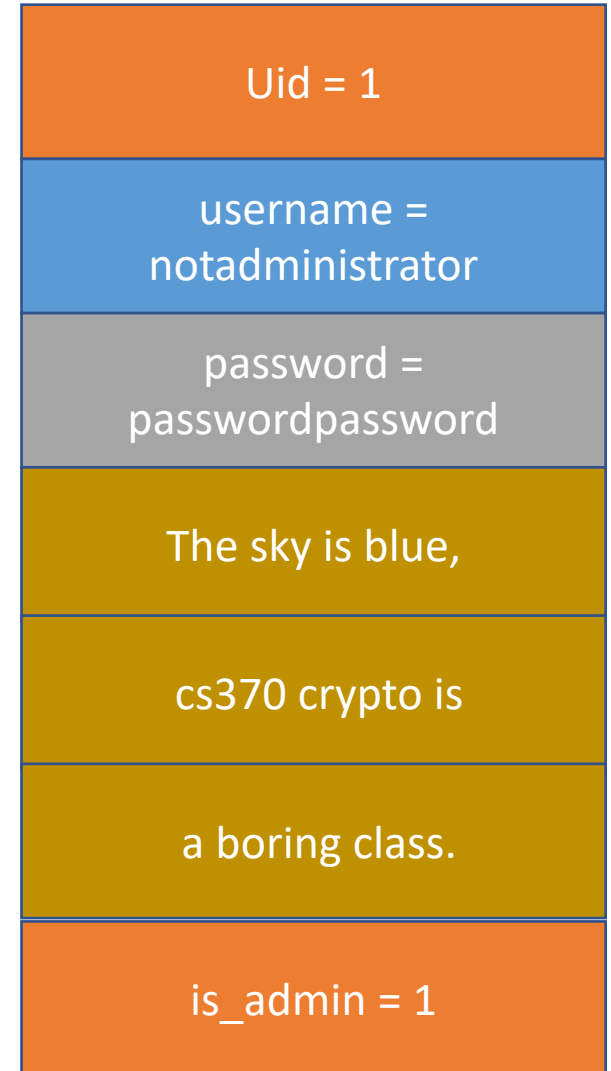 Uid = 1
username =
notadministrator
password =
passwordpassword
The sky is blue,
cs370 crypto is
a boring class.
is_admin = 1